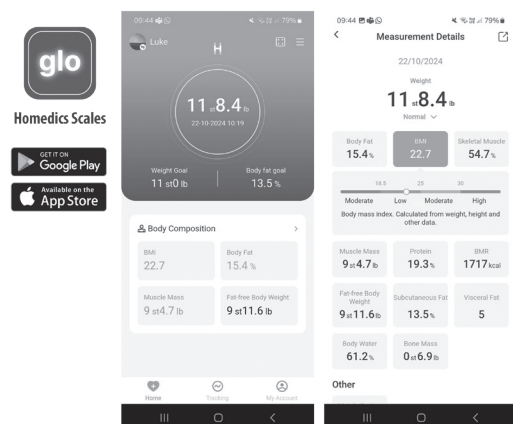 glo
Homedics Scales
GET IT ON
Google Play
Available on the
App Store
09:44
79%
Luke
H
11 st 8.4 lb
22-10-2024 10:19
Weight Goal
11 st0 lb
Body fat goal
13.5 %
Body Composition
BMI
22.7
Body Fat
15.4 %
Muscle Mass
9 st4.7 lb
Fat-free Body Weight
9 st11.6 lb
Home
Tracking
My Account
09:44
79%
Measurement Details
22/10/2024
Weight
11 st 8.4 lb
Normal
Body Fat
15.4 %
BMI
22.7
Skeletal Muscle
54.7 %
18.5 25 30
Moderate Low Moderate High
Body mass index. Calculated from weight, height and
other data.
Muscle Mass
9 st 4.7 lb
Protein
19.3 %
BMR
1717 kcal
Fat-free Body
Weight
9 st 11.6 lb
Subcutaneous Fat
13.5 %
Visceral Fat
5
Body Water
61.2 %
Bone Mass
0 st 6.9 lb
Other